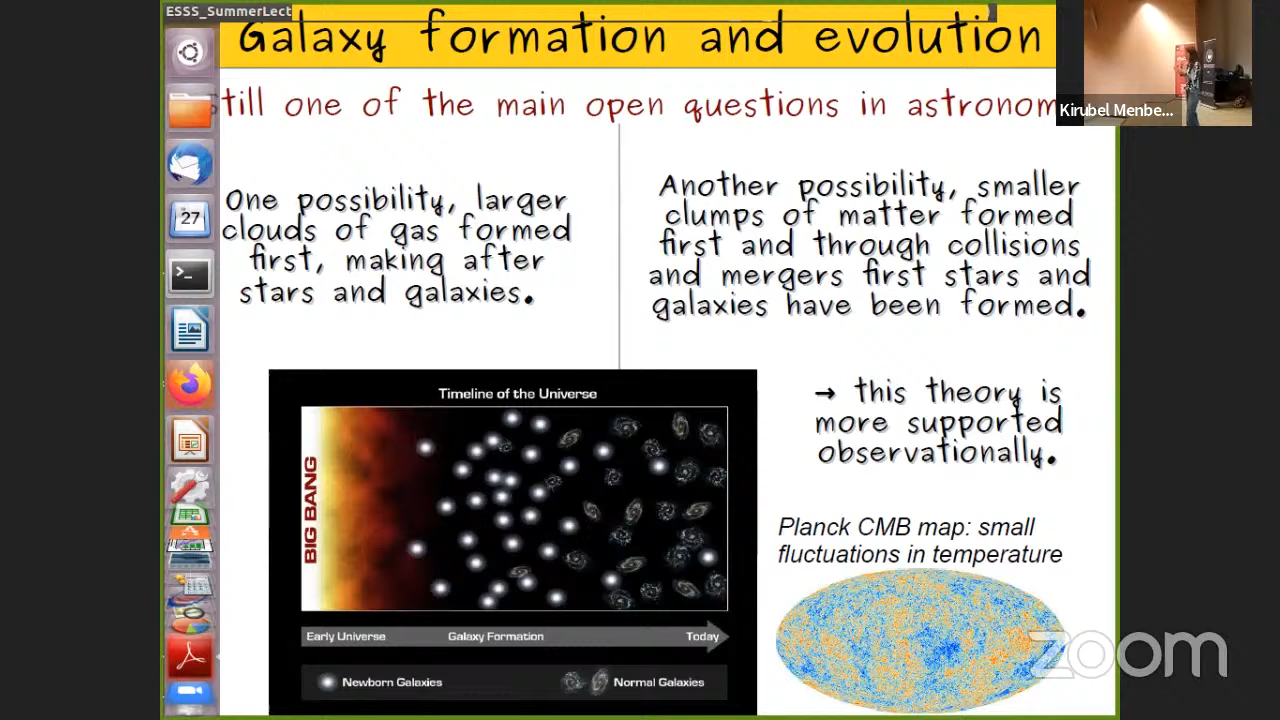 ESSS_SummerLect
Galaxy formation and evolution
till one of the main open questions in astronom
Kirubel Menbe...
27
One possibility, larger
clouds of gas formed
first, making after
stars and galaxies.
Another possibility, smaller
clumps of matter formed
first and through collisions
and mergers first stars and
galaxies have been formed.
→ this theory is
more supported
observationally.
Timeline of the Universe
BIG BANG
Early Universe Galaxy Formation Today
Newborn Galaxies Normal Galaxies
Planck CMB map: small
fluctuations in temperature
zoom